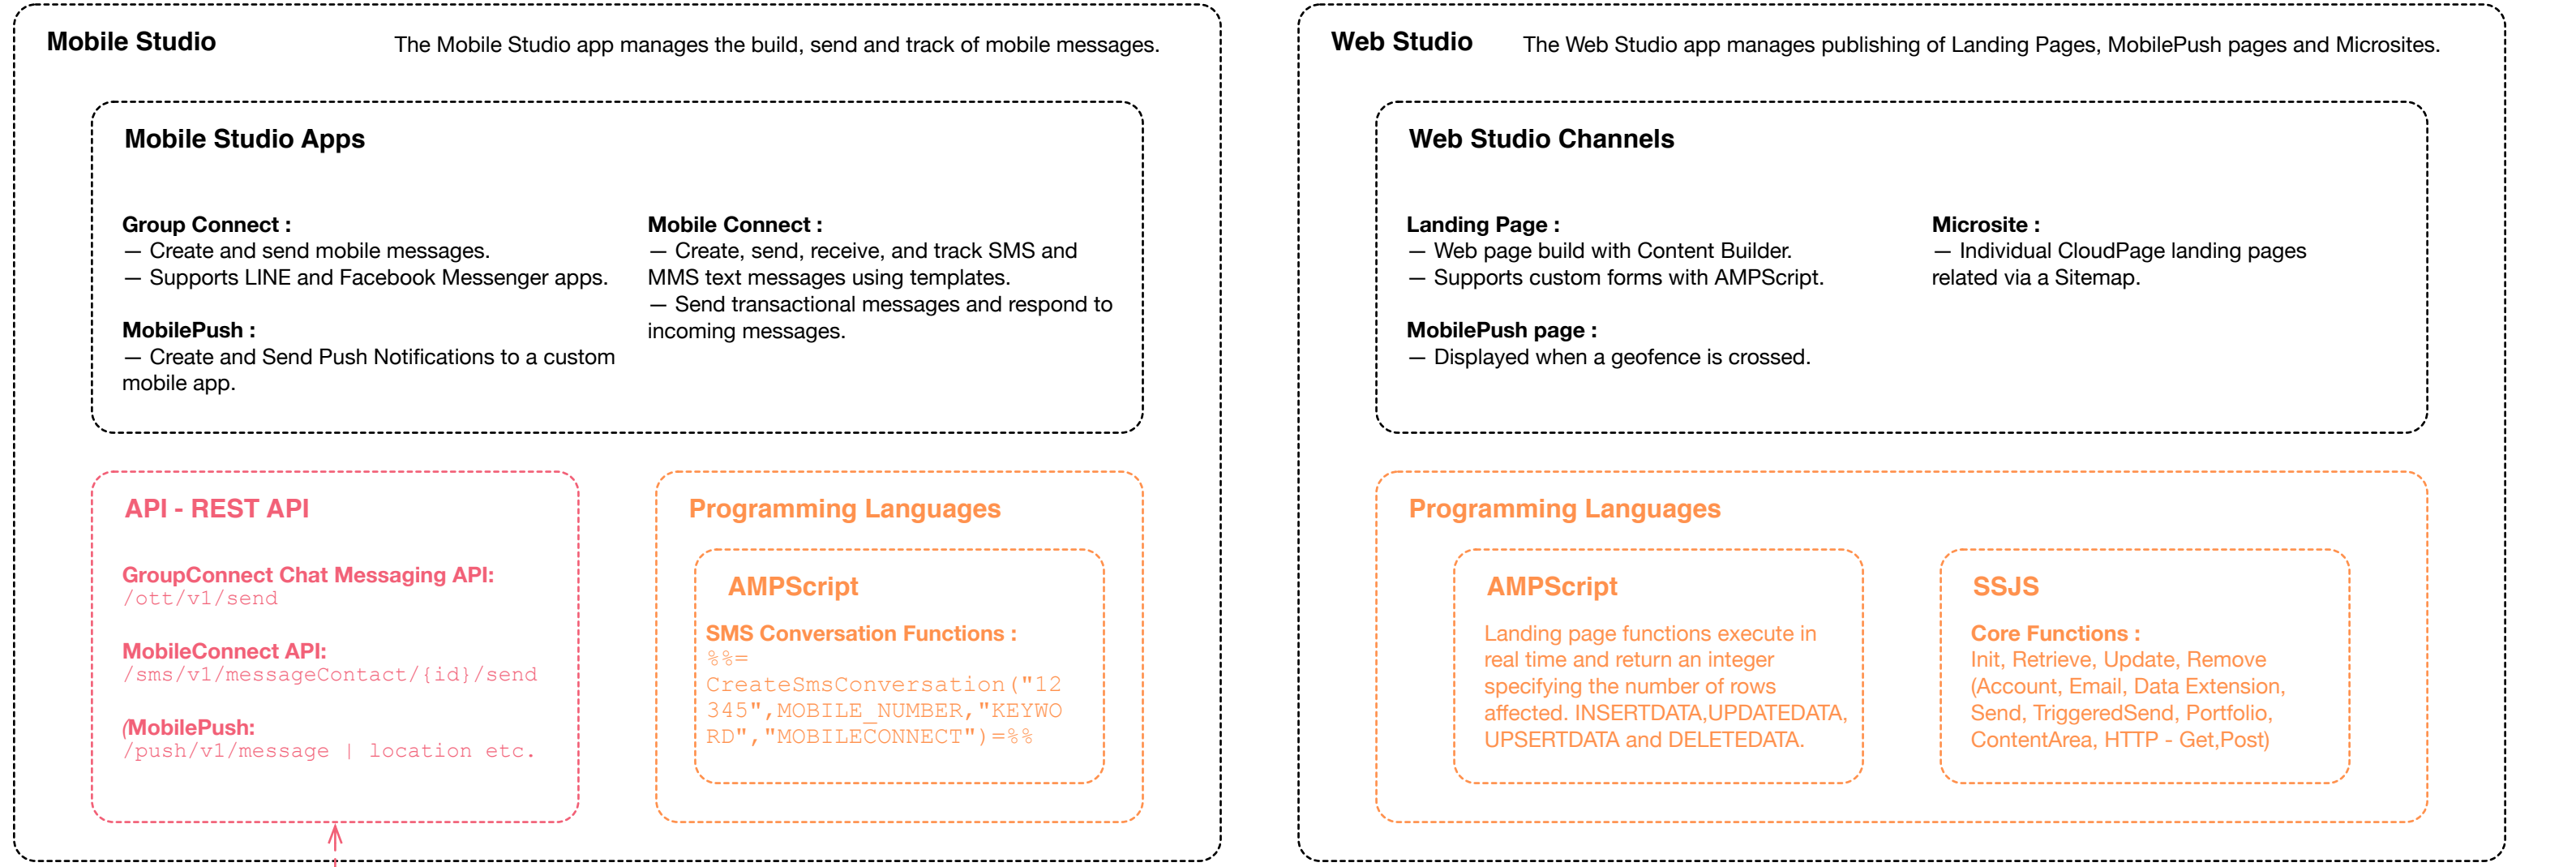 Mobile Studio
The Mobile Studio app manages the build, send and track of mobile messages.
Mobile Studio Apps
Group Connect :
— Create and send mobile messages.
— Supports LINE and Facebook Messenger apps.
MobilePush :
— Create and Send Push Notifications to a custom
mobile app.
Mobile Connect :
— Create, send, receive, and track SMS and
MMS text messages using templates.
— Send transactional messages and respond to
incoming messages.
API - REST API
GroupConnect Chat Messaging API:
/ott/v1/send
MobileConnect API:
/sms/v1/messageContact/{id}/send
(MobilePush:
/push/v1/message | location etc.
Programming Languages
AMPScript
SMS Conversation Functions :
%%=
CreateSmsConversation("12
345",MOBILE_NUMBER,"KEYWO
RD","MOBILECONNECT")=%%
Web Studio
The Web Studio app manages publishing of Landing Pages, MobilePush pages and Microsites.
Web Studio Channels
Landing Page :
— Web page build with Content Builder.
— Supports custom forms with AMPScript.
MobilePush page :
— Displayed when a geofence is crossed.
Microsite :
— Individual CloudPage landing pages
related via a Sitemap.
Programming Languages
AMPScript
Landing page functions execute in
real time and return an integer
specifying the number of rows
affected. INSERTDATA,UPDATEDATA,
UPSERTDATA and DELETEDATA.
SSJS
Core Functions :
Init, Retrieve, Update, Remove
(Account, Email, Data Extension,
Send, TriggeredSend, Portfolio,
ContentArea, HTTP - Get,Post)